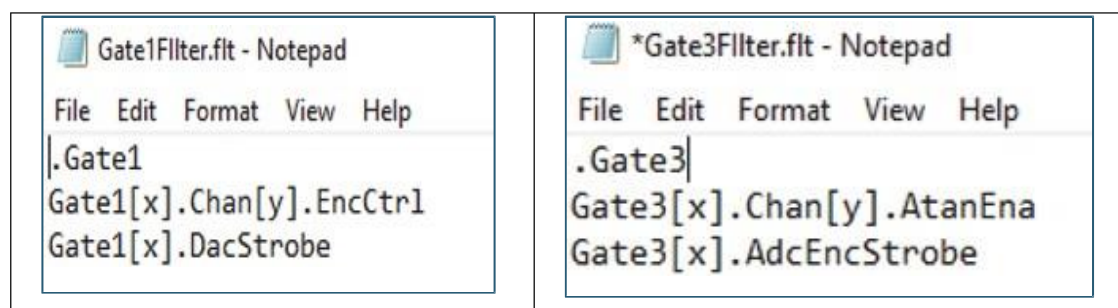 Gate1FIlter.flt - Notepad
File Edit Format View Help
.Gate1
Gate1[x].Chan[y].EncCtrl
Gate1[x].DacStrobe
*Gate3FIlter.flt - Notepad
File Edit Format View Help
.Gate3
Gate3[x].Chan[y].AtanEna
Gate3[x].AdcEncStrobe